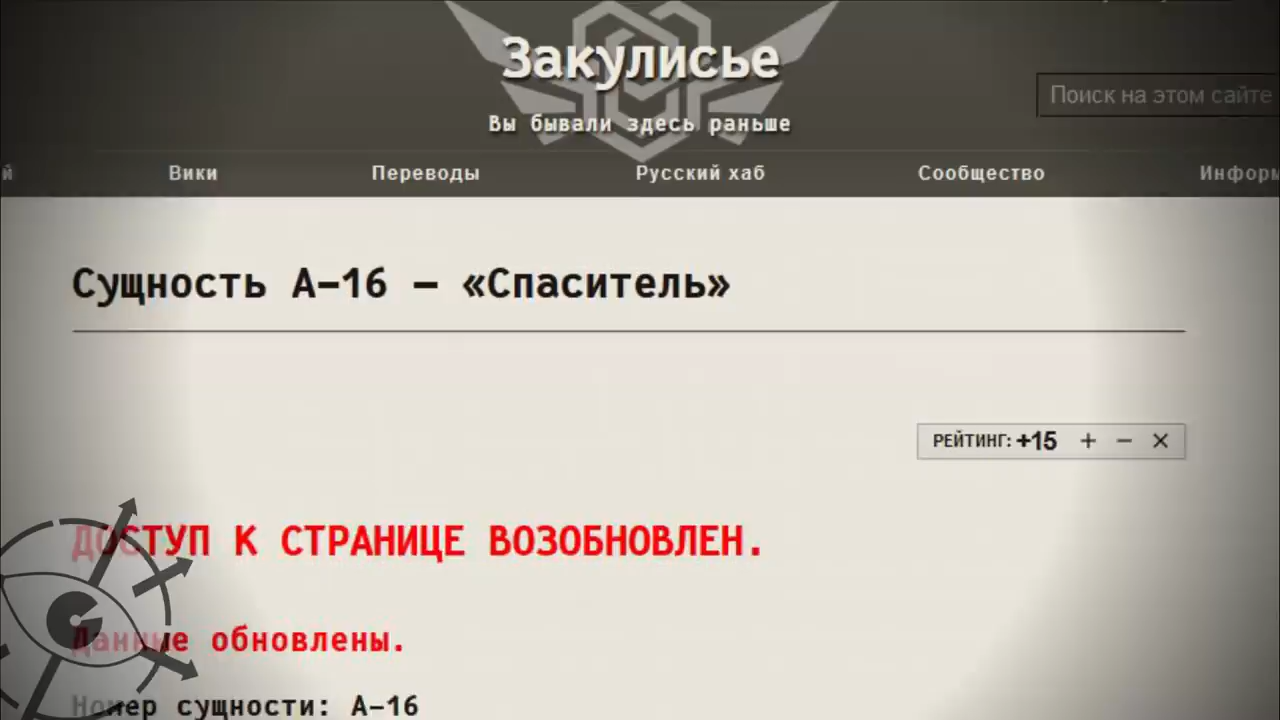 Закулисье
Поиск на этом сайте
Вы бывали здесь раньше
й Вики Переводы Русский хаб Сообщество Информ
Сущность А-16 – «Спаситель»
РЕЙТИНГ: +15 + − ×
ДОСТУП К СТРАНИЦЕ ВОЗОБНОВЛЕН.
Данные обновлены.
Номер сущности: А-16